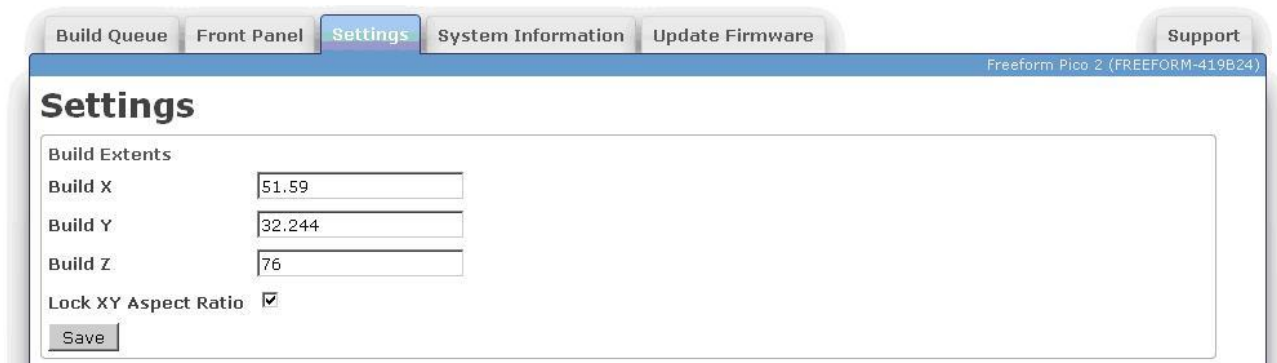 Build Queue Front Panel Settings System Information Update Firmware Support
Freeform Pico 2 (FREEFORM-419B24)
Settings
Build Extents
Build X 51.59
Build Y 32.244
Build Z 76
Lock XY Aspect Ratio
Save